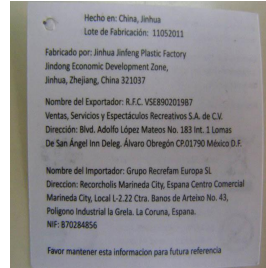 Hecho en: China, Jinhua
Lote de Fabricación: 11052011
Fabricado por: Jinhua Jinfeng Plastic Factory
Jindong Economic Development Zone,
Jinhua, Zhejiang, China 321037
Nombre del Exportador: R.F.C. VSE8902019B7
Ventas, Servicios y Espectáculos Recreativos S.A. de C.V.
Dirección: Blvd. Adolfo López Mateos No. 183 Int. 1 Lomas
De San Ángel Inn Deleg. Álvaro Obregón CP.01790 México D.F.
Nombre del Importador: Grupo Recrefam Europa SL
Direccion: Recorcholis Marineda City, Espana Centro Comercial
Marineda City, Local L-2.22 Ctra. Banos de Arteixo No. 43,
Poligono Industrial la Grela. La Coruna, Espana.
NIF: B70284856
Favor mantener esta informacion para futura referencia